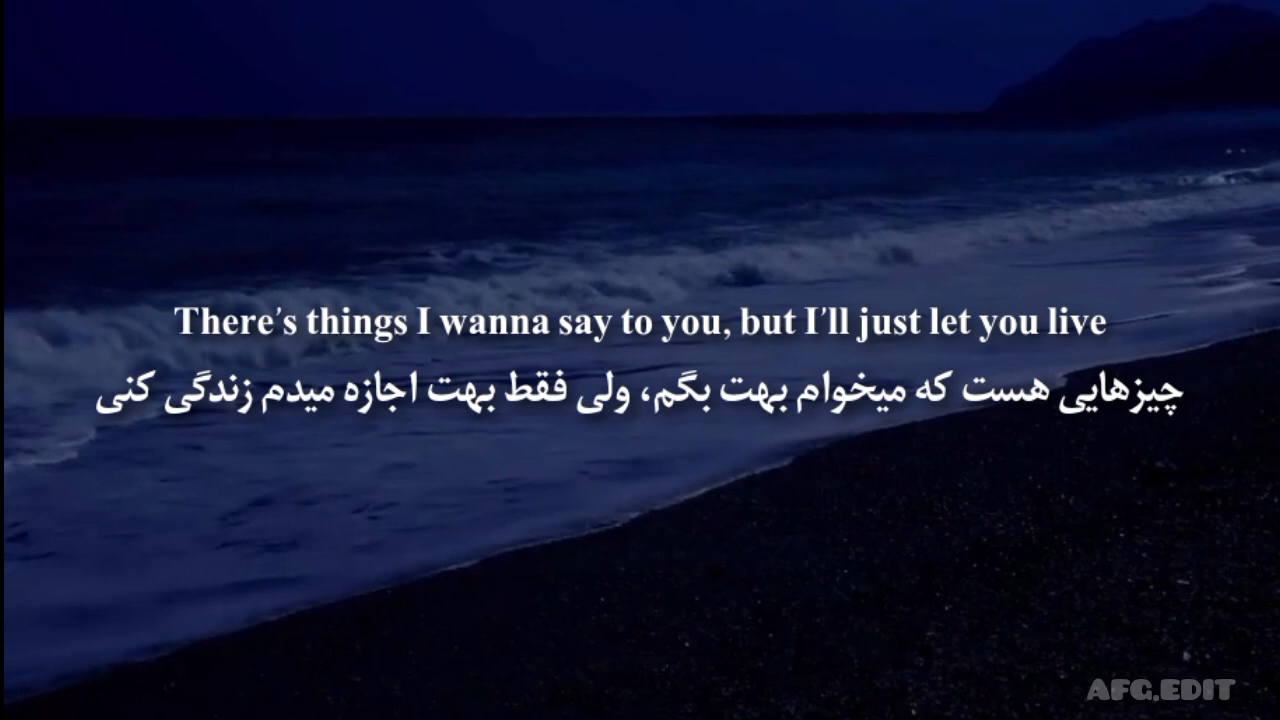 There's things I wanna say to you, but I'll just let you live
چیزهایی هست که میخوام بهت بگم، ولی فقط بهت اجازه میدم زندگی کنی
AFG.EDIT